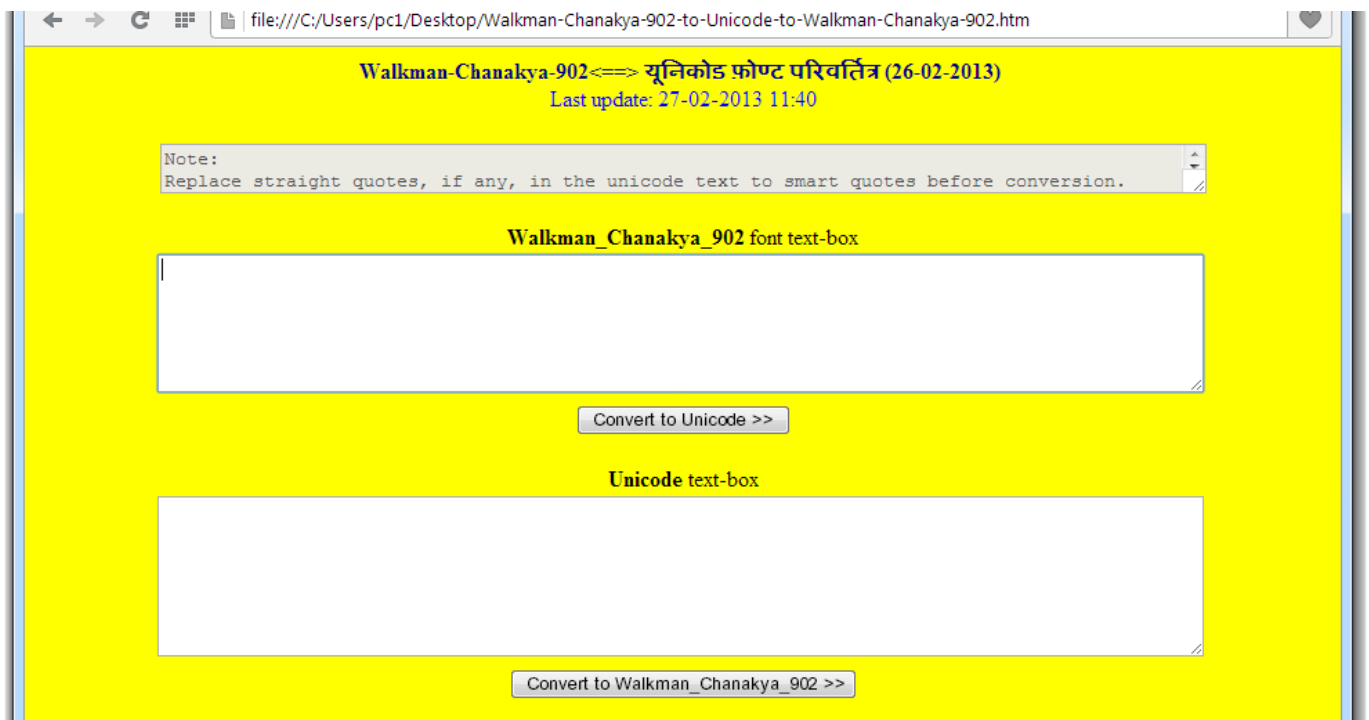 file:///C:/Users/pc1/Desktop/Walkman-Chanakya-902-to-Unicode-to-Walkman-Chanakya-902.htm
Walkman-Chanakya-902<==> यूनिकोड फ़ोण्ट परिवर्तित्र (26-02-2013)
Last update: 27-02-2013 11:40
Note:
Replace straight quotes, if any, in the unicode text to smart quotes before conversion.
Walkman_Chanakya_902 font text-box
Convert to Unicode >>
Unicode text-box
Convert to Walkman_Chanakya_902 >>